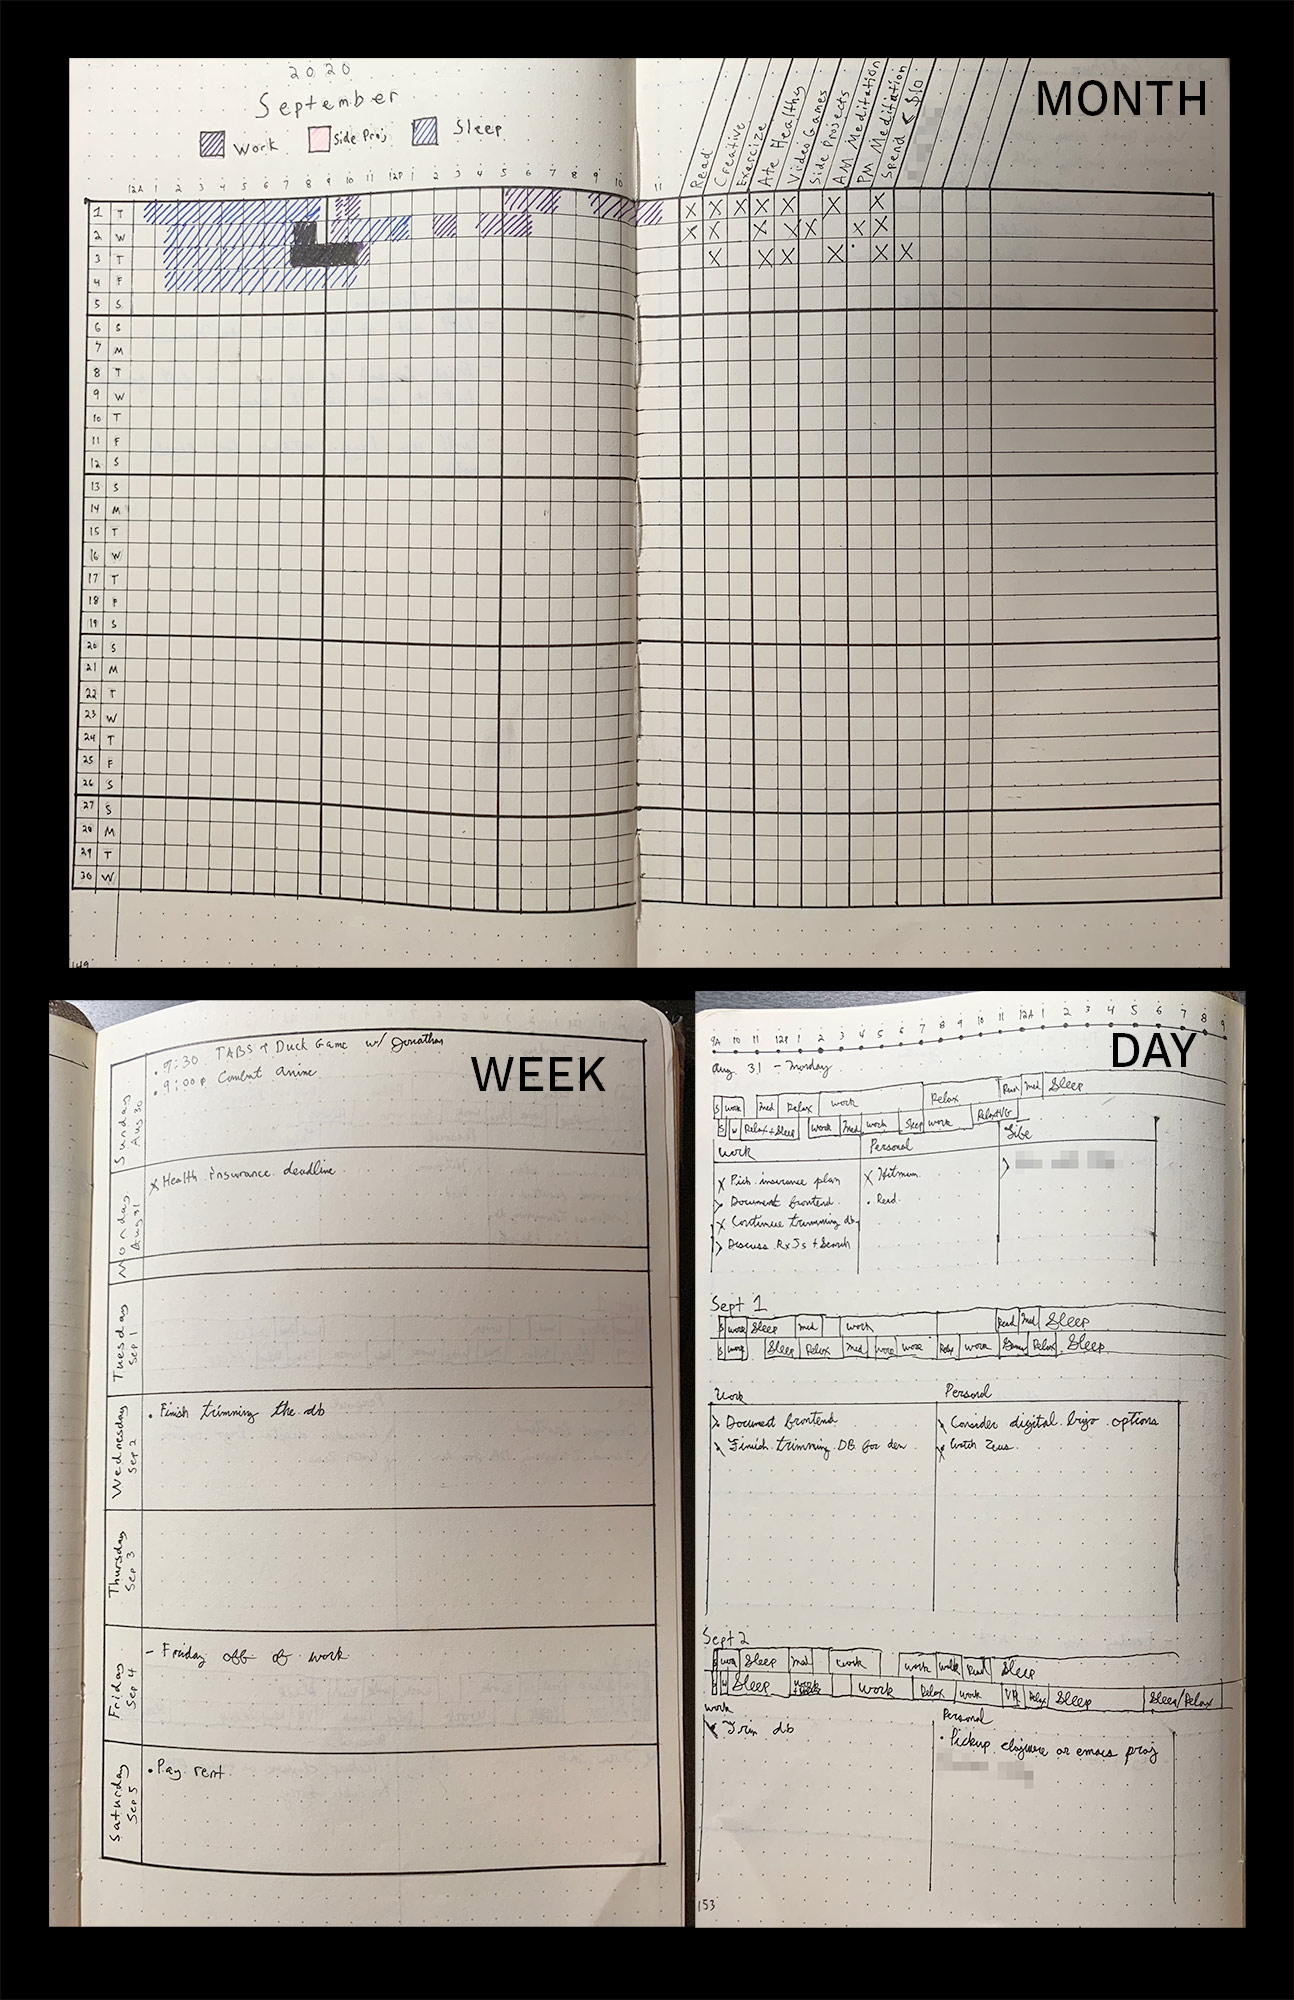 MONTH
2020
September
Work Side Proj Sleep
12A 1 2 3 4 5 6 7 8 9 10 11 12P 1 2 3 4 5 6 7 8 9 10 11
Read
Creative
Exercize
Ate Healthy
Video Games
Side Projects
AM Meditation
PM Meditation
Spend < $10
1 T X X X X X X X
2 W X X X X X X X
3 T X X X X X X
4 F
5 S
6 S
7 M
8 T
9 W
10 T
11 F
12 S
13 S
14 M
15 T
16 W
17 T
18 F
19 S
20 S
21 M
22 T
23 W
24 T
25 F
26 S
27 S
28 M
29 T
30 W
149
WEEK
Sunday
Aug 30
• 9:30 TABS + Duck Game w/ Jonathan
• 9:00p Combat anime
Monday
Aug 31
x Health insurance deadline
Tuesday
Sep 1
Wednesday
Sep 2
• Finish trimming the db
Thursday
Sep 3
Friday
Sep 4
- Friday off of work
Saturday
Sep 5
• Pay rent
DAY
9A 10 11 12P 1 2 3 4 5 6 7 8 9 10 11 12A 1 2 3 4 5 6 7 8 9
Aug. 31 - Monday
S work med Relax work Relax Read med Sleep
S W Relax+Sleep work med work Sleep work Relax+VG
Work Personal Life
x Pick insurance plan
> Document frontend
x Continue trimming db
> Discuss RxJs + Search
x Hitman
• Read
>
Sept 1
S work Sleep med work Read med Sleep
S work Sleep Relax med work work Relax work Games Relax Sleep
Work Personal
> Document frontend
x Finish trimming DB for dev
x Consider digital bujo options
x Watch Zeus
Sept 2
S work Sleep med work work walk Read Sleep
S W Sleep work Relax work VR Relax Sleep Sleep/Relax
work Personal
x Trim db
• Pickup clojure or emacs proj
153